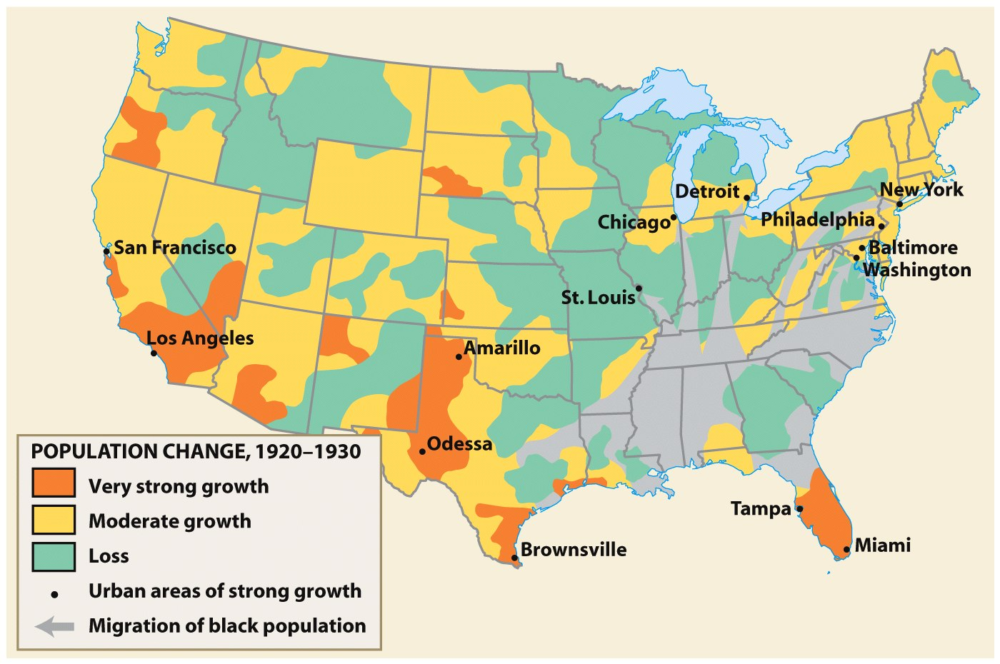 New York
Detroit
Philadelphia
Chicago
San Francisco
Baltimore
Washington
St. Louis
Los Angeles
Amarillo
Odessa
POPULATION CHANGE, 1920–1930
Very strong growth
Tampa
Moderate growth
Miami
Brownsville
Loss
Urban areas of strong growth
Migration of black population